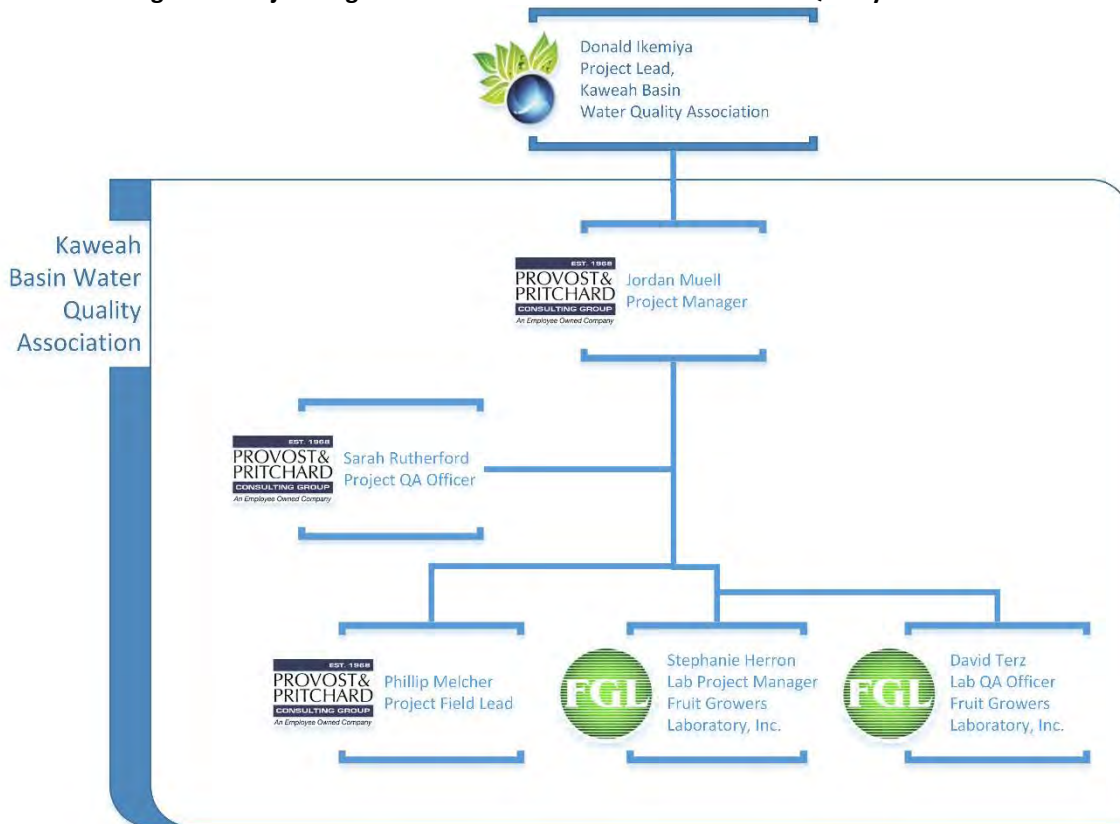 Donald Ikemiya
Project Lead,
Kaweah Basin
Water Quality Association
Kaweah
Basin Water
Quality
Association
EST. 1968
PROVOST&
PRITCHARD
CONSULTING GROUP
An Employee Owned Company
Jordan Muell
Project Manager
EST. 1968
PROVOST&
PRITCHARD
CONSULTING GROUP
An Employee Owned Company
Sarah Rutherford
Project QA Officer
EST. 1968
PROVOST&
PRITCHARD
CONSULTING GROUP
An Employee Owned Company
Phillip Melcher
Project Field Lead
FGL
Stephanie Herron
Lab Project Manager
Fruit Growers
Laboratory, Inc.
FGL
David Terz
Lab QA Officer
Fruit Growers
Laboratory, Inc.